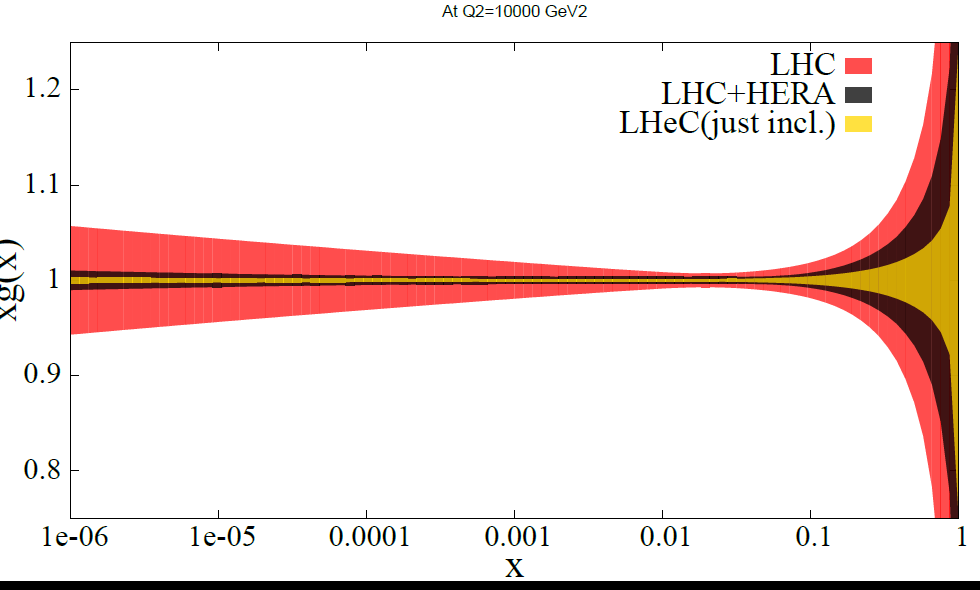 At Q2=10000 GeV2
LHC
LHC+HERA
LHeC(just incl.)
1.2
1.1
1
0.9
0.8
xg(x)
1e-06 1e-05 0.0001 0.001 0.01 0.1 1
x